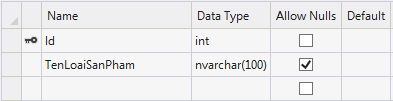 Name Data Type Allow Nulls Default
Id int
TenLoaiSanPham nvarchar(100)